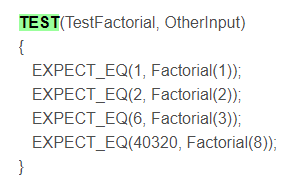 TEST(TestFactorial, OtherInput)
{
EXPECT_EQ(1, Factorial(1));
EXPECT_EQ(2, Factorial(2));
EXPECT_EQ(6, Factorial(3));
EXPECT_EQ(40320, Factorial(8));
}